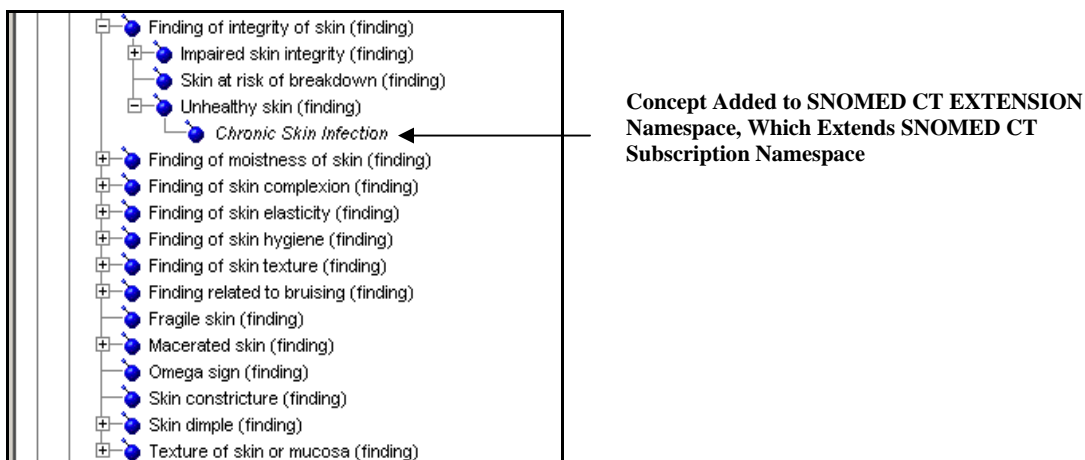 Finding of integrity of skin (finding)
Impaired skin integrity (finding)
Skin at risk of breakdown (finding)
Unhealthy skin (finding)
Chronic Skin Infection
Finding of moistness of skin (finding)
Finding of skin complexion (finding)
Finding of skin elasticity (finding)
Finding of skin hygiene (finding)
Finding of skin texture (finding)
Finding related to bruising (finding)
Fragile skin (finding)
Macerated skin (finding)
Omega sign (finding)
Skin constricture (finding)
Skin dimple (finding)
Texture of skin or mucosa (finding)
Concept Added to SNOMED CT EXTENSION
Namespace, Which Extends SNOMED CT
Subscription Namespace